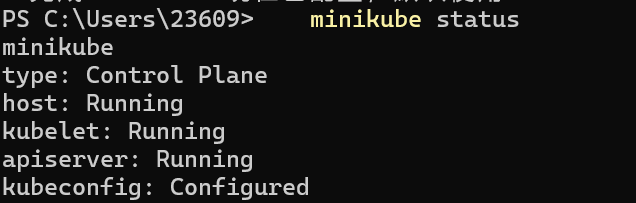 PS C:\Users\23609>    minikube status
minikube
type: Control Plane
host: Running
kubelet: Running
apiserver: Running
kubeconfig: Configured